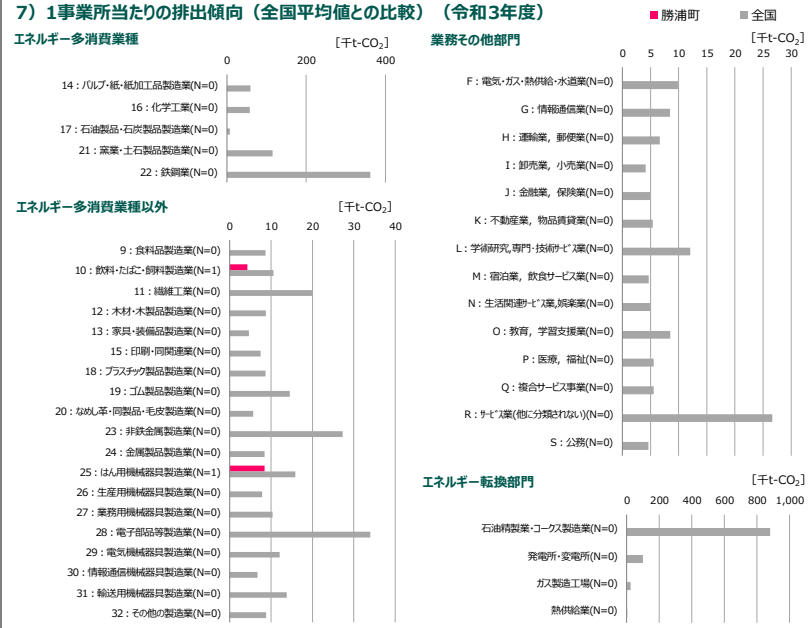 7）1事業所当たりの排出傾向（全国平均値との比較）（令和3年度）
■勝浦町 ■全国
エネルギー多消費業種
［千t-CO₂］
0 200 400
14：パルプ・紙・紙加工品製造業(N=0)
16：化学工業(N=0)
17：石油製品・石炭製品製造業(N=0)
21：窯業・土石製品製造業(N=0)
22：鉄鋼業(N=0)
エネルギー多消費業種以外
［千t-CO₂］
0 10 20 30 40
9：食料品製造業(N=0)
10：飲料・たばこ・飼料製造業(N=1)
11：繊維工業(N=0)
12：木材・木製品製造業(N=0)
13：家具・装備品製造業(N=0)
15：印刷・同関連業(N=0)
18：プラスチック製品製造業(N=0)
19：ゴム製品製造業(N=0)
20：なめし革・同製品・毛皮製造業(N=0)
23：非鉄金属製造業(N=0)
24：金属製品製造業(N=0)
25：はん用機械器具製造業(N=1)
26：生産用機械器具製造業(N=0)
27：業務用機械器具製造業(N=0)
28：電子部品等製造業(N=0)
29：電気機械器具製造業(N=0)
30：情報通信機械器具製造業(N=0)
31：輸送用機械器具製造業(N=0)
32：その他の製造業(N=0)
業務その他部門
［千t-CO₂］
0 5 10 15 20 25 30
F：電気・ガス・熱供給・水道業(N=0)
G：情報通信業(N=0)
H：運輸業，郵便業(N=0)
I：卸売業，小売業(N=0)
J：金融業，保険業(N=0)
K：不動産業，物品賃貸業(N=0)
L：学術研究,専門・技術ｻｰﾋﾞｽ業(N=0)
M：宿泊業，飲食サービス業(N=0)
N：生活関連ｻｰﾋﾞｽ業,娯楽業(N=0)
O：教育，学習支援業(N=0)
P：医療，福祉(N=0)
Q：複合サービス事業(N=0)
R：ｻｰﾋﾞｽ業(他に分類されない)(N=0)
S：公務(N=0)
エネルギー転換部門
［千t-CO₂］
0 200 400 600 800 1,000
石油精製業・コークス製造業(N=0)
発電所・変電所(N=0)
ガス製造工場(N=0)
熱供給業(N=0)